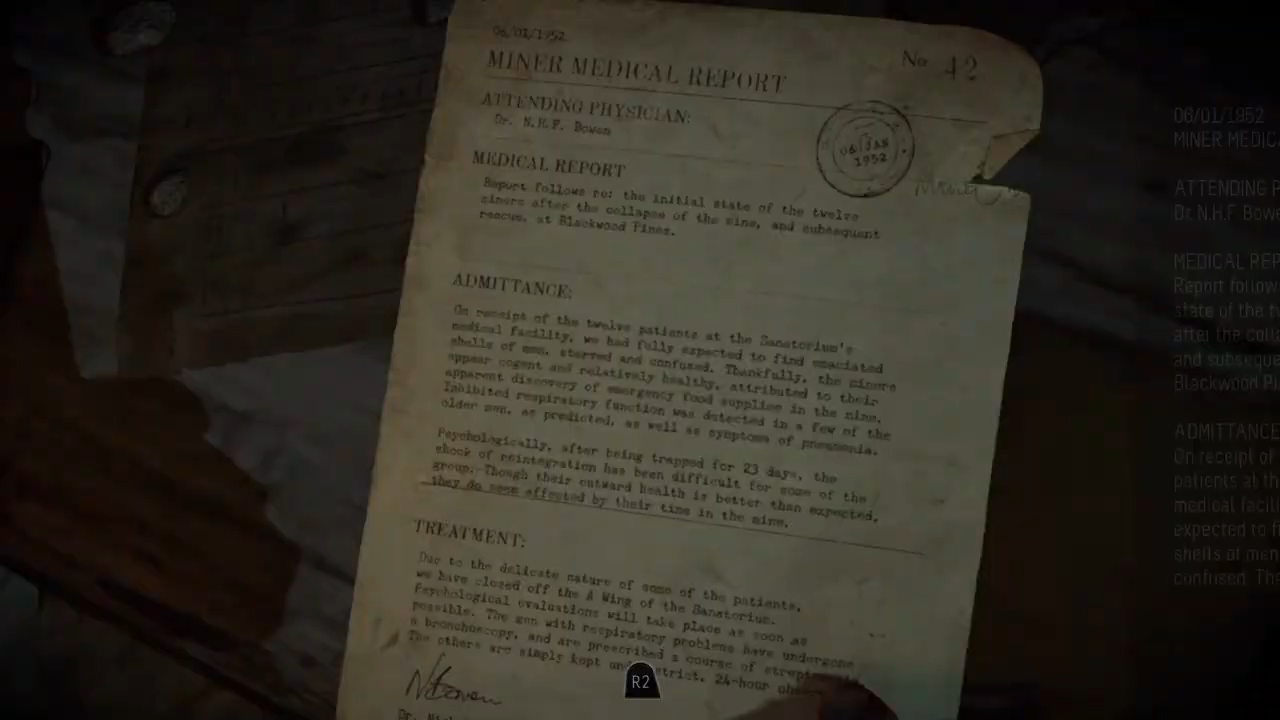 06/01/1952
No 42
MINER MEDICAL REPORT
ATTENDING PHYSICIAN:
Dr. N.H.F. Bowen
06 JAN
1952
MEDICAL REPORT
Report follows re: the initial state of the twelve
miners after the collapse of the mine, and subsequent
rescue, at Blackwood Pines.
ADMITTANCE:
On receipt of the twelve patients at the Sanatorium's
medical facility, we had fully expected to find emaciated
shells of men, starved and confused. Thankfully, the miners
appear cogent and relatively healthy, attributed to their
apparent discovery of emergency food supplies in the mine.
Inhibited respiratory function was detected in a few of the
older men, as predicted, as well as symptoms of pneumonia.
Psychologically, after being trapped for 23 days, the
shock of reintegration has been difficult for some of the
group. Though their outward health is better than expected,
they do seem affected by their time in the mine.
TREATMENT:
Due to the delicate nature of some of the patients,
we have closed off the A Wing of the Sanatorium.
Psychological evaluations will take place as soon as
possible. The men with respiratory problems have undergone
a bronchoscopy, and are prescribed a course of
The others are simply kept strict, 24-hour
NBowen
Dr.
R2
06/01/1952
MINER MEDICA
ATTENDING P
Dr. N.H.F Bowe
MEDICAL REP
Report follow
state of the t
after the coll
and subseque
Blackwood Pi
ADMITTANCE
On receipt of
patients at th
medical facil
expected to f
shells of men
confused. The